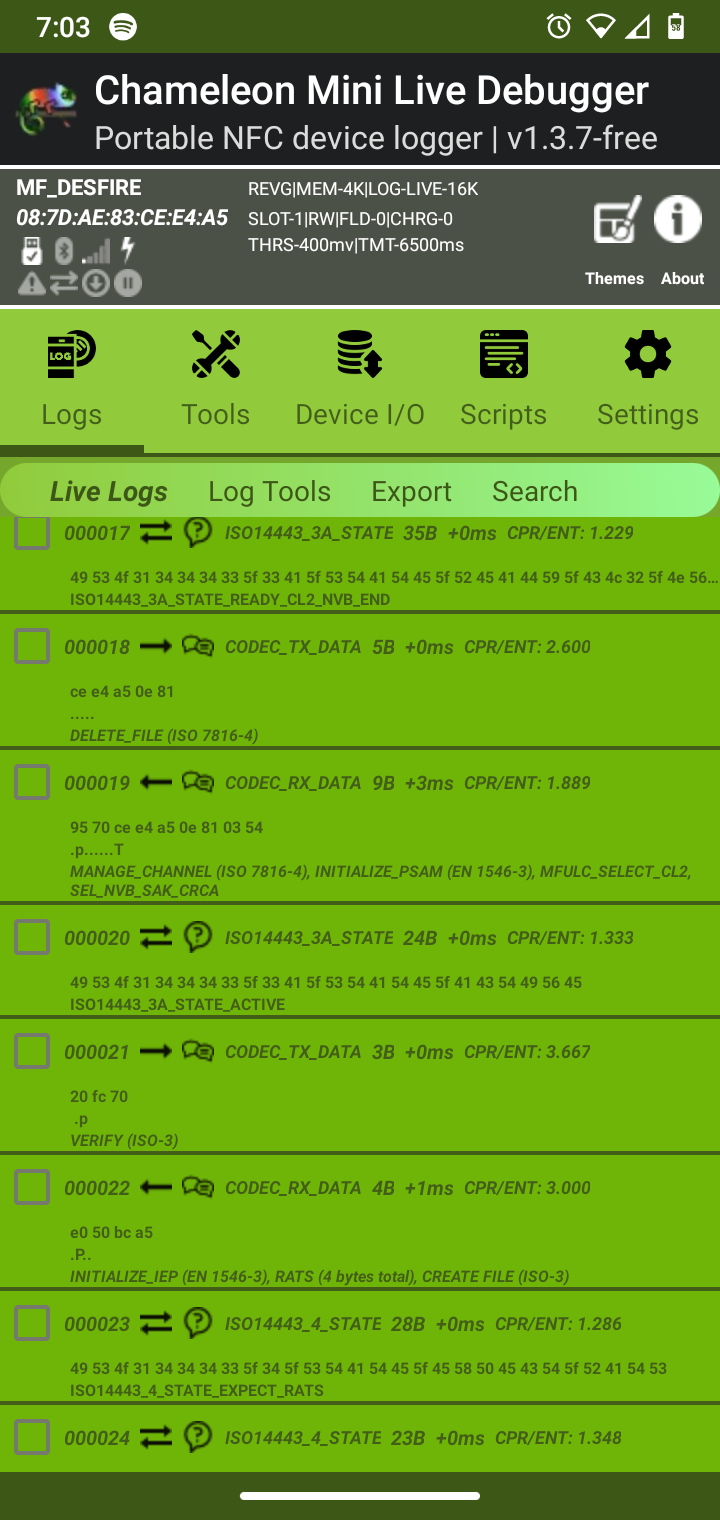 7:03
98
Chameleon Mini Live Debugger
Portable NFC device logger | v1.3.7-free
MF_DESFIRE
08:7D:AE:83:CE:E4:A5
REVG|MEM-4K|LOG-LIVE-16K
SLOT-1|RW|FLD-0|CHRG-0
THRS-400mv|TMT-6500ms
Themes About
LOG
Logs Tools Device I/O Scripts Settings
Live Logs Log Tools Export Search
000017 ISO14443_3A_STATE 35B +0ms CPR/ENT: 1.229
49 53 4f 31 34 34 34 33 5f 33 41 5f 53 54 41 54 45 5f 52 45 41 44 59 5f 43 4c 32 5f 4e 56...
ISO14443_3A_STATE_READY_CL2_NVB_END
000018 CODEC_TX_DATA 5B +0ms CPR/ENT: 2.600
ce e4 a5 0e 81
.....
DELETE_FILE (ISO 7816-4)
000019 CODEC_RX_DATA 9B +3ms CPR/ENT: 1.889
95 70 ce e4 a5 0e 81 03 54
.p......T
MANAGE_CHANNEL (ISO 7816-4), INITIALIZE_PSAM (EN 1546-3), MFULC_SELECT_CL2,
SEL_NVB_SAK_CRCA
000020 ISO14443_3A_STATE 24B +0ms CPR/ENT: 1.333
49 53 4f 31 34 34 34 33 5f 33 41 5f 53 54 41 54 45 5f 41 43 54 49 56 45
ISO14443_3A_STATE_ACTIVE
000021 CODEC_TX_DATA 3B +0ms CPR/ENT: 3.667
20 fc 70
.p
VERIFY (ISO-3)
000022 CODEC_RX_DATA 4B +1ms CPR/ENT: 3.000
e0 50 bc a5
.P..
INITIALIZE_IEP (EN 1546-3), RATS (4 bytes total), CREATE FILE (ISO-3)
000023 ISO14443_4_STATE 28B +0ms CPR/ENT: 1.286
49 53 4f 31 34 34 34 33 5f 34 5f 53 54 41 54 45 5f 45 58 50 45 43 54 5f 52 41 54 53
ISO14443_4_STATE_EXPECT_RATS
000024 ISO14443_4_STATE 23B +0ms CPR/ENT: 1.348